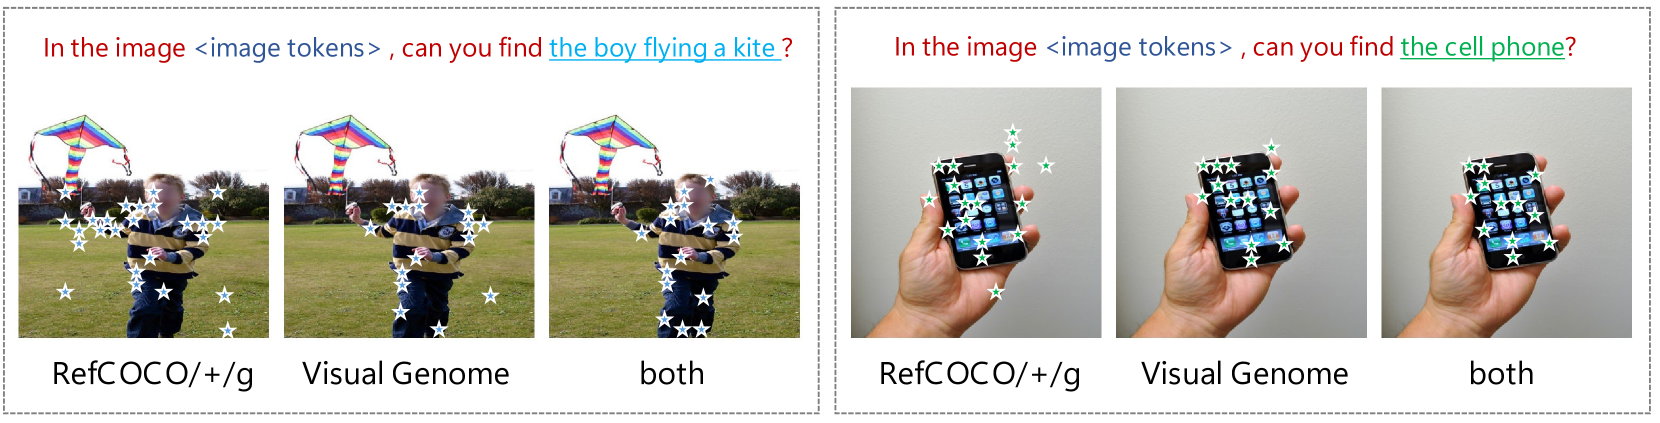 In the image <image tokens> , can you find the boy flying a kite ?
RefCOCO/+/g
Visual Genome
both
In the image <image tokens> , can you find the cell phone?
RefCOCO/+/g
Visual Genome
both